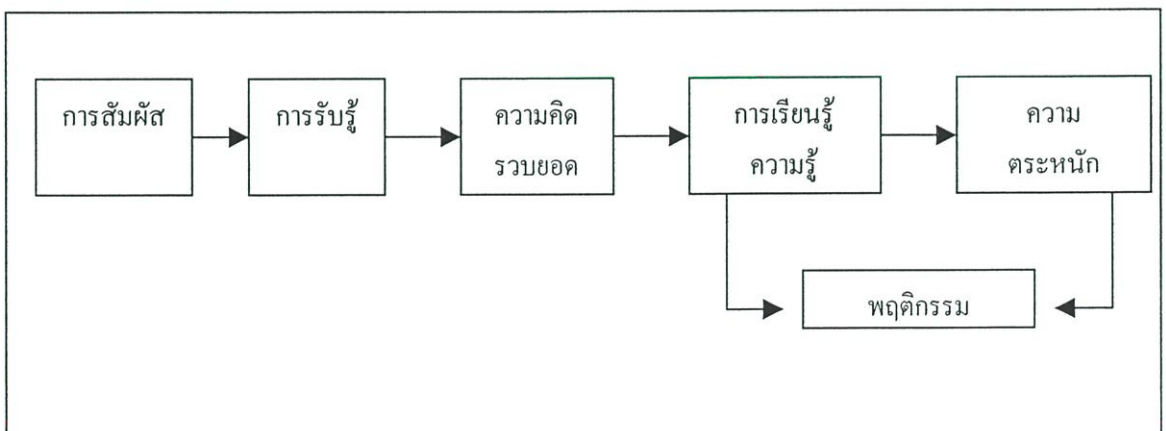 การสัมผัส
การรับรู้
ความคิด
รวบยอด
การเรียนรู้
ความรู้
ความ
ตระหนัก
พฤติกรรม